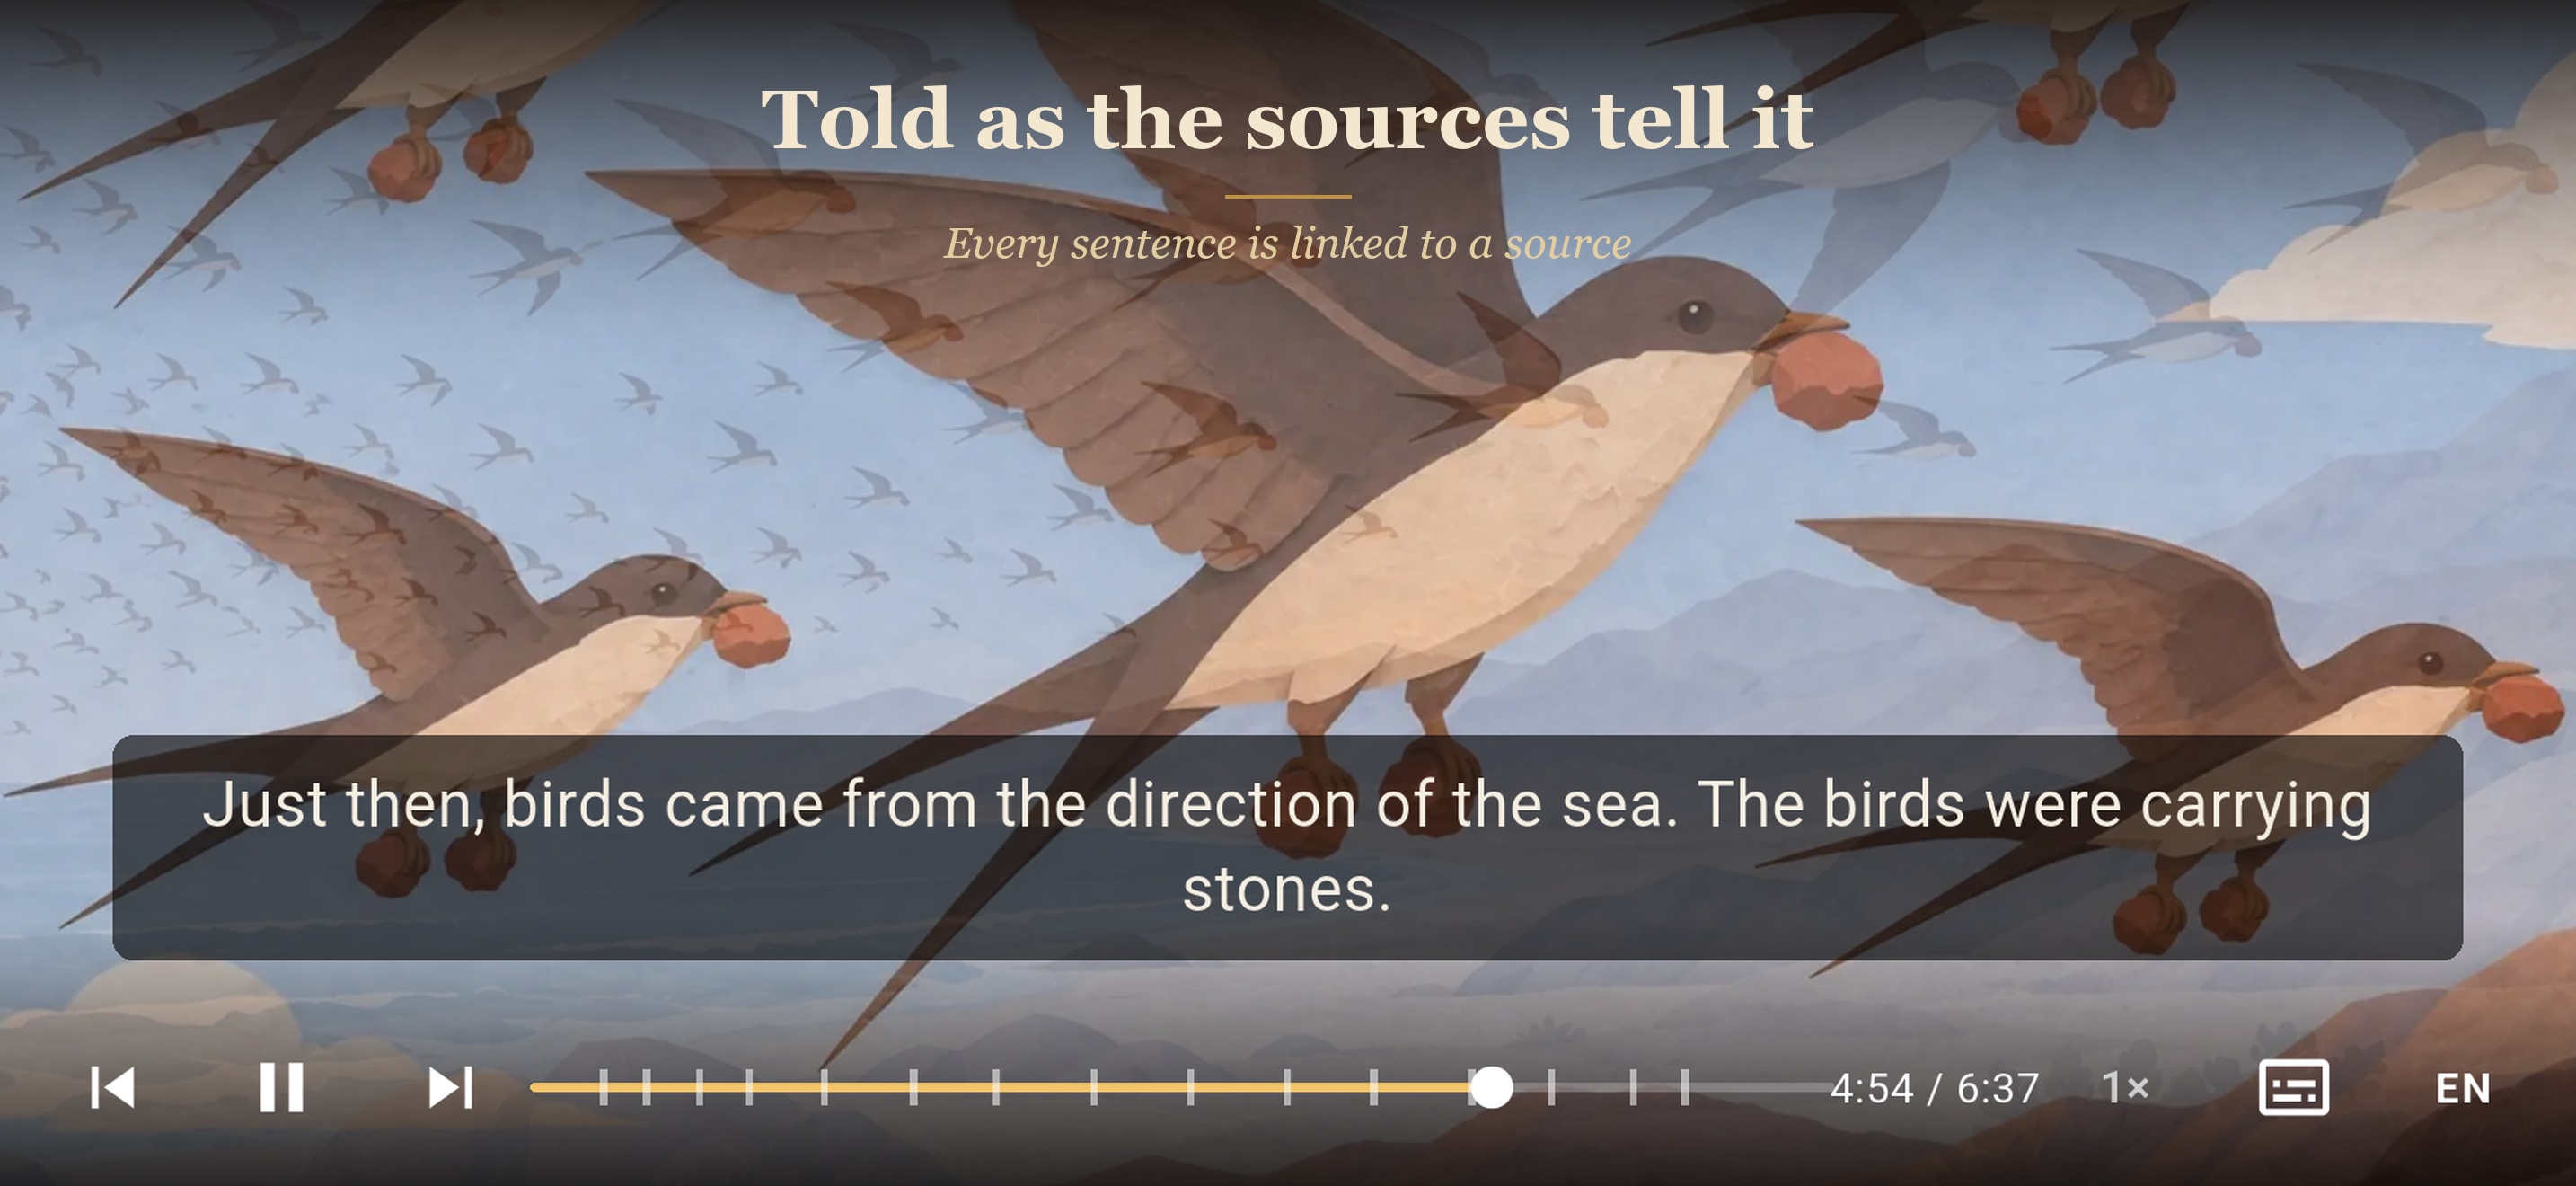 Told as the sources tell it
Every sentence is linked to a source
Just then, birds came from the direction of the sea. The birds were carrying
stones.
4:54 / 6:37
1×
EN